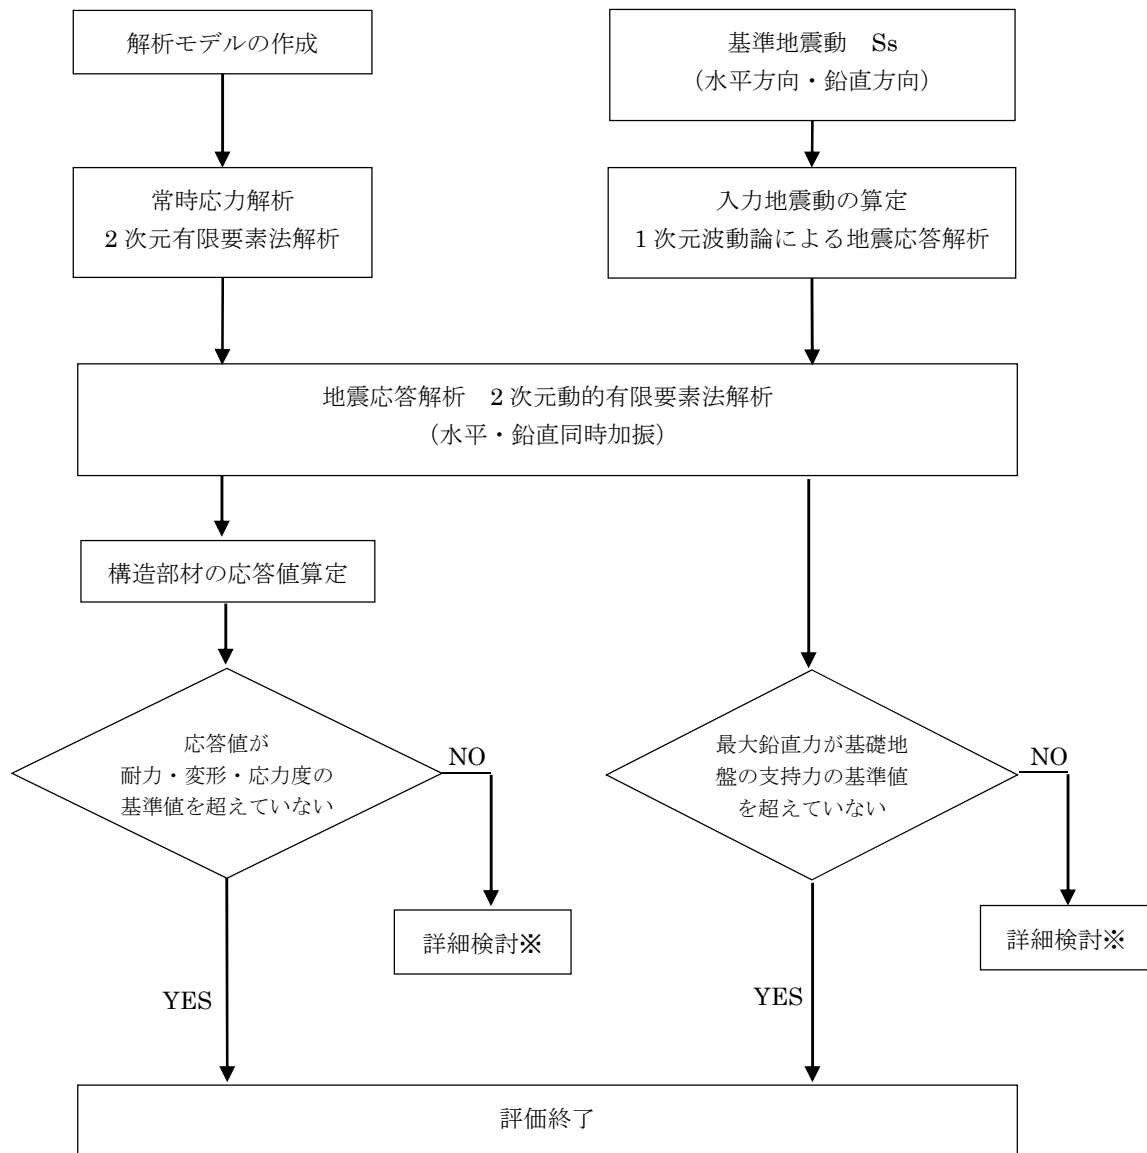 解析モデルの作成
基準地震動　Ss
（水平方向・鉛直方向）
常時応力解析
2 次元有限要素法解析
入力地震動の算定
1 次元波動論による地震応答解析
地震応答解析　2 次元動的有限要素法解析
（水平・鉛直同時加振）
構造部材の応答値算定
応答値が
耐力・変形・応力度の
基準値を超えていない
NO
最大鉛直力が基礎地
盤の支持力の基準値
を超えていない
NO
詳細検討※
詳細検討※
YES
YES
評価終了